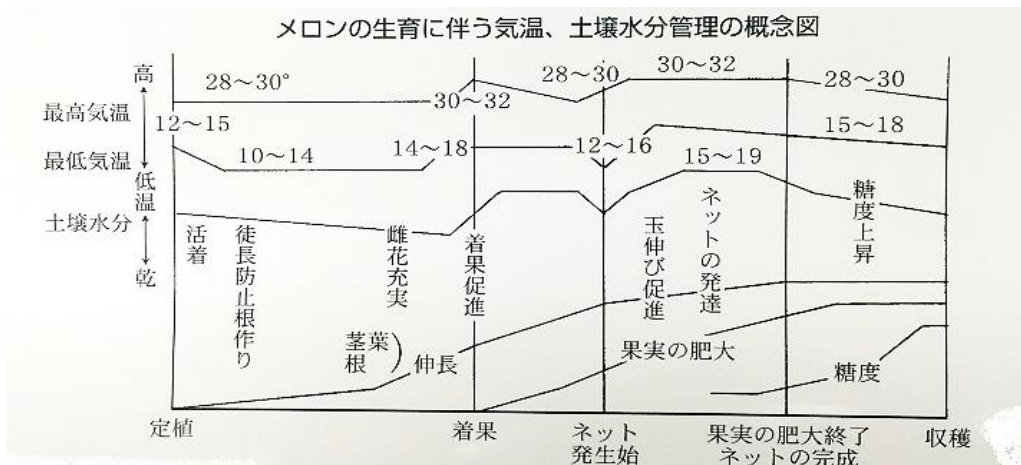 メロンの生育に伴う気温、土壌水分管理の概念図
高
最高気温
最低気温
低温
土壌水分
乾
28～30°
30～32
28～30
30～32
28～30
12～15
10～14
14～18
12～16
15～19
15～18
活着
徒長防止根作り
雌花充実
着果促進
玉伸び促進
ネットの発達
糖度上昇
茎葉
根
)
伸長
果実の肥大
糖度
定植
着果
ネット
発生始
果実の肥大終了
ネットの完成
収穫